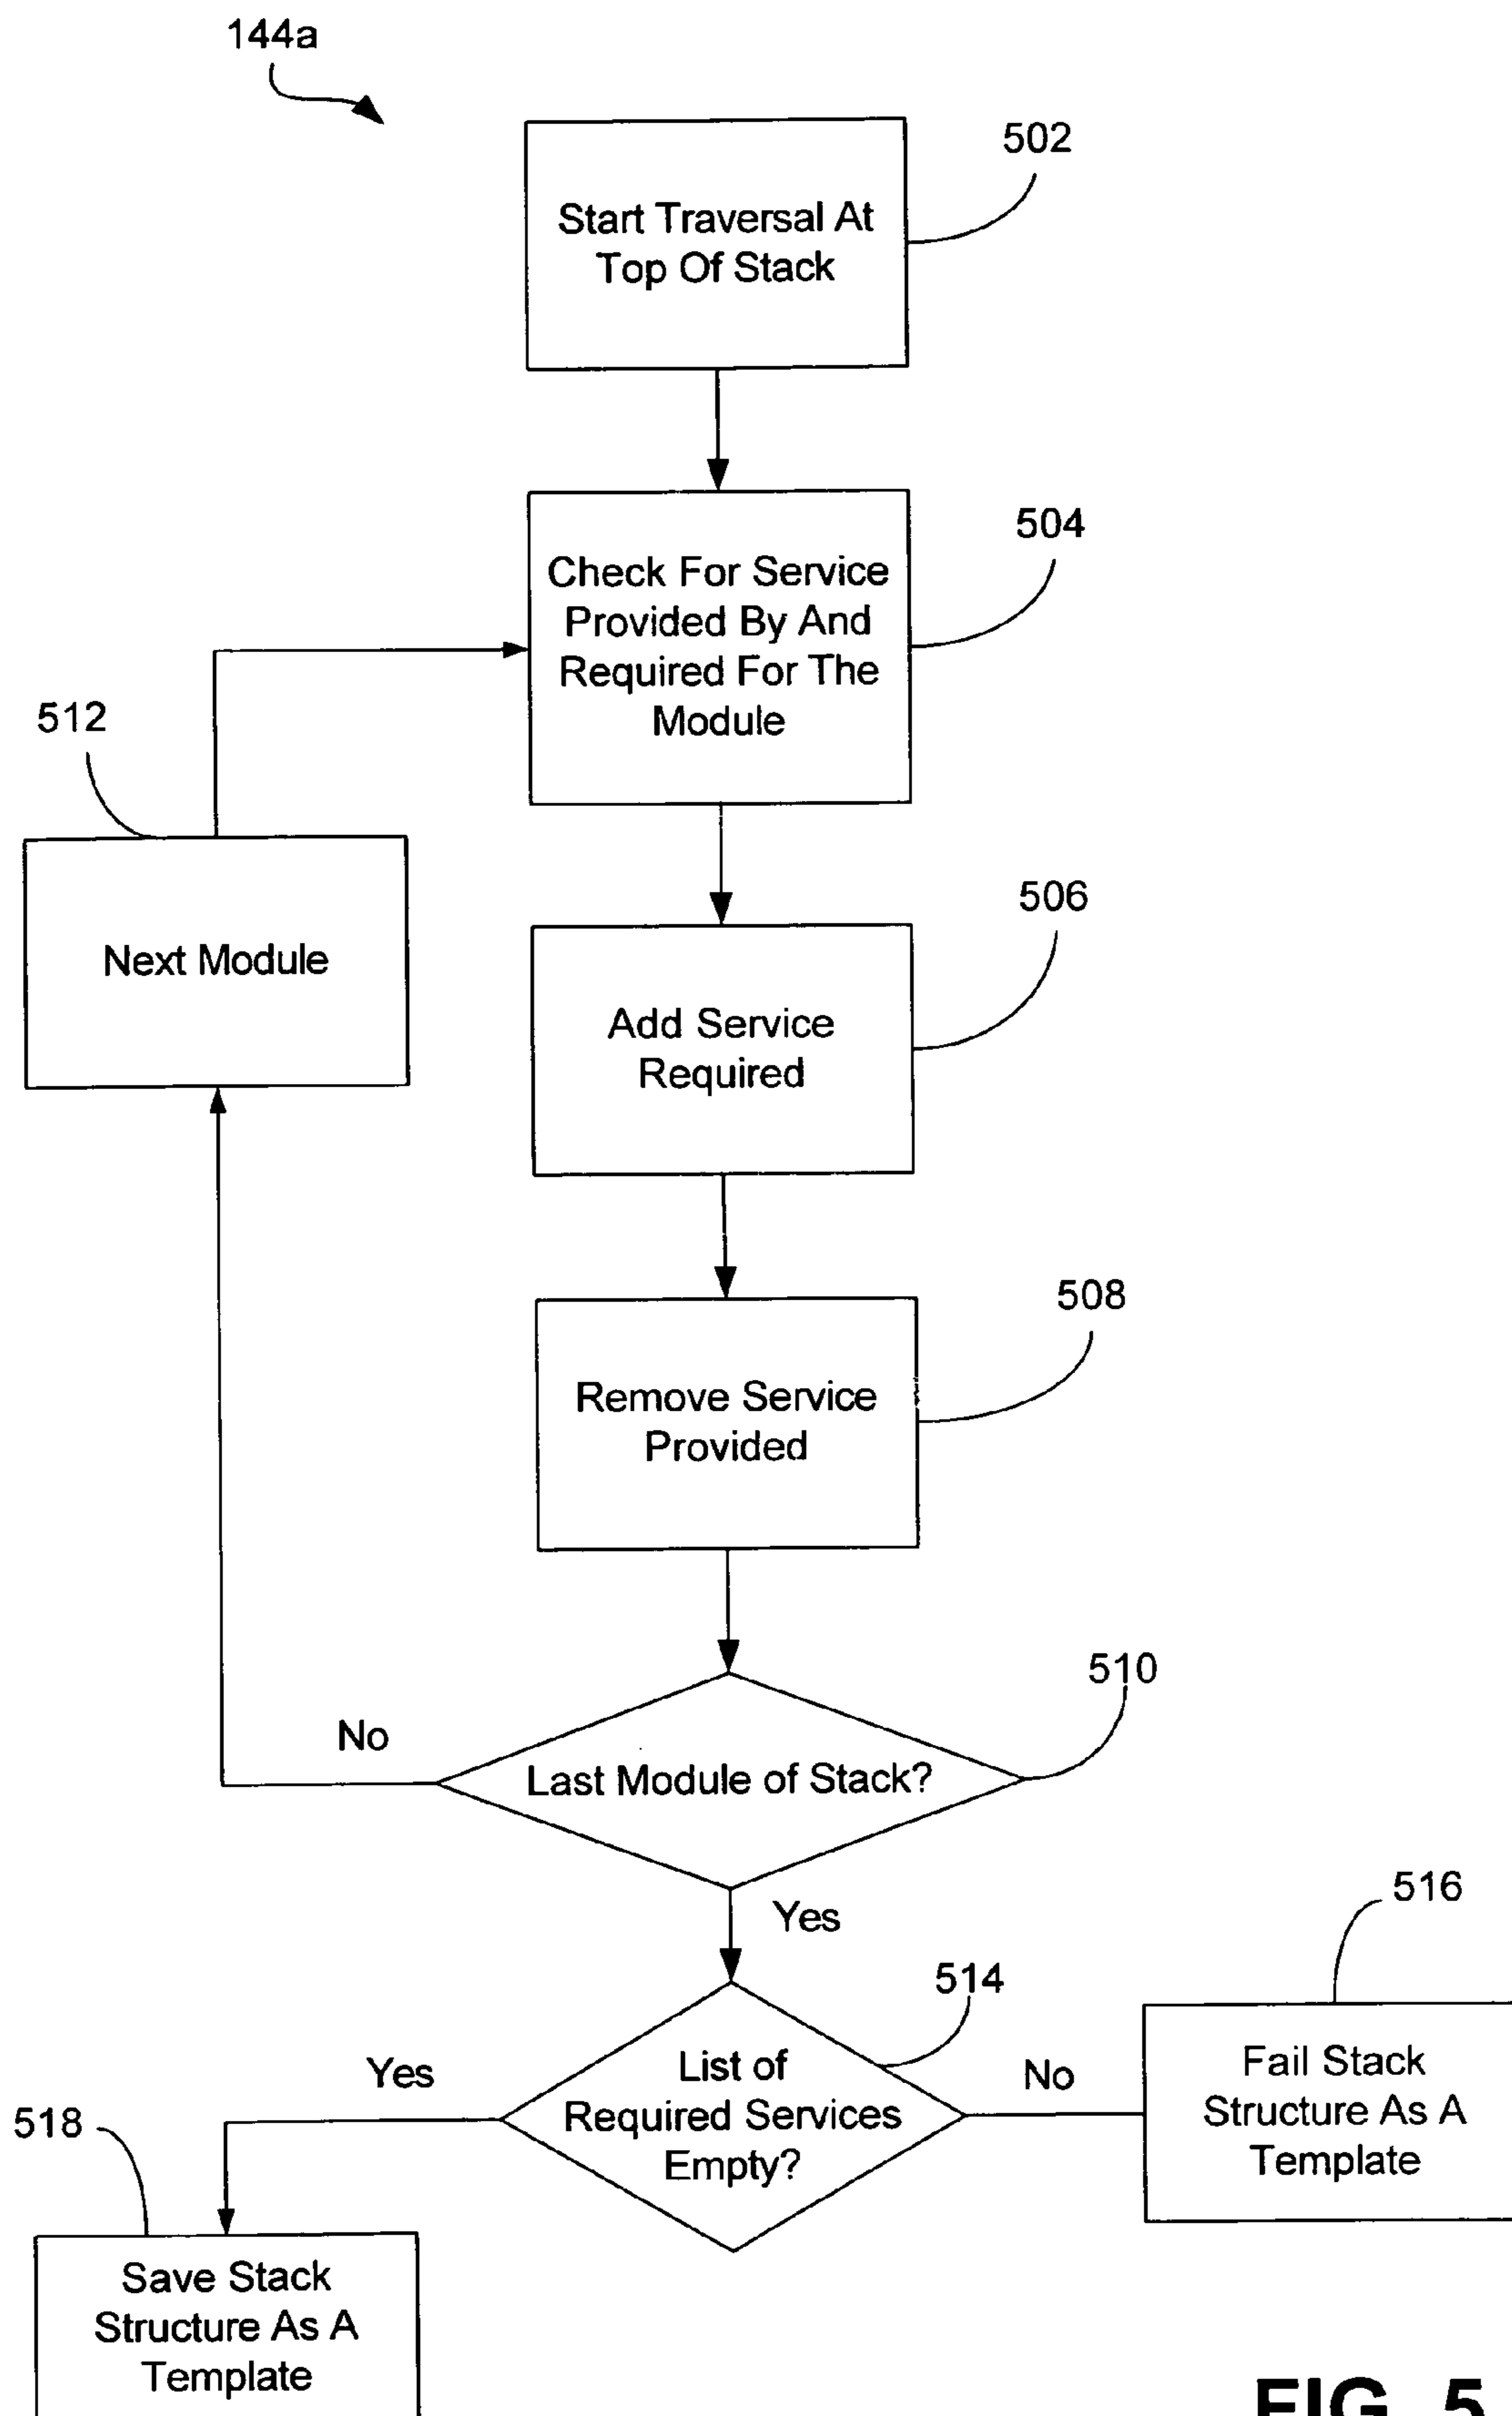 144a
502
Start Traversal At
Top Of Stack
504
Check For Service
Provided By And
Required For The
Module
512
Next Module
506
Add Service
Required
508
Remove Service
Provided
510
No
Last Module of Stack?
Yes
516
514
Yes
List of
Required Services
Empty?
No
Fail Stack
Structure As A
Template
518
Save Stack
Structure As A
Template
FIG. 5